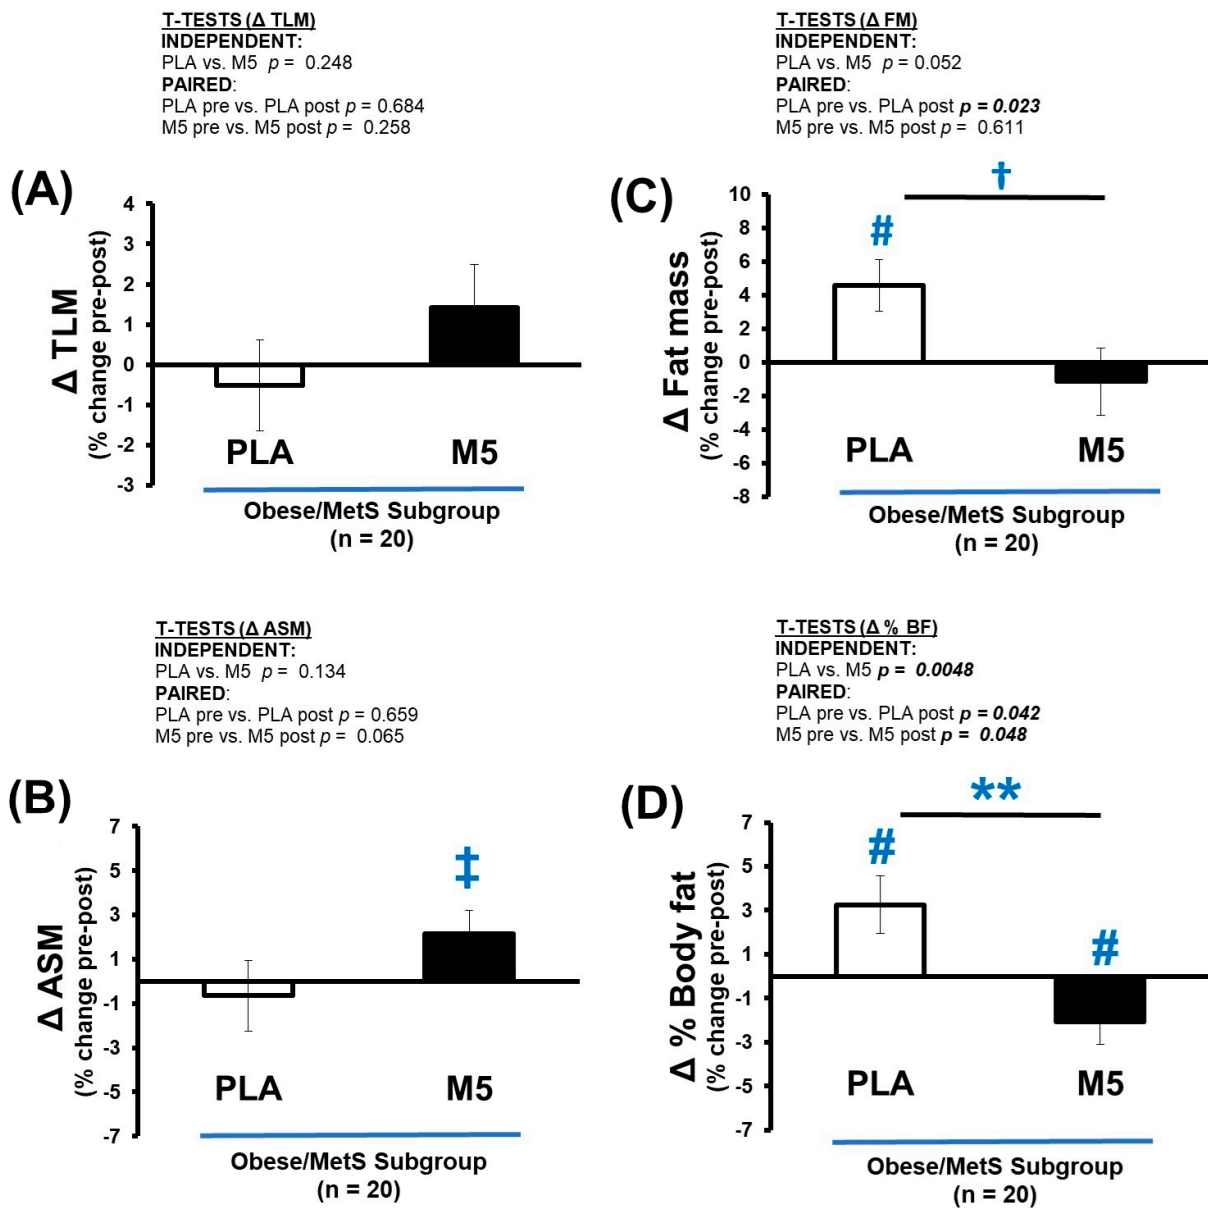 T-TESTS (Δ TLM)
INDEPENDENT:
PLA vs. M5 p = 0.248
PAIRED:
PLA pre vs. PLA post p = 0.684
M5 pre vs. M5 post p = 0.258
(A)
4
3
2
1
0
-1
-2
-3
Δ TLM
(% change pre-post)
PLA
M5
Obese/MetS Subgroup
(n = 20)
T-TESTS (Δ FM)
INDEPENDENT:
PLA vs. M5 p = 0.052
PAIRED:
PLA pre vs. PLA post p = 0.023
M5 pre vs. M5 post p = 0.611
(C)
†
#
10
8
6
4
2
0
-2
-4
-6
-8
Δ Fat mass
(% change pre-post)
PLA
M5
Obese/MetS Subgroup
(n = 20)
T-TESTS (Δ ASM)
INDEPENDENT:
PLA vs. M5 p = 0.134
PAIRED:
PLA pre vs. PLA post p = 0.659
M5 pre vs. M5 post p = 0.065
(B)
‡
7
5
3
1
-1
-3
-5
-7
Δ ASM
(% change pre-post)
PLA
M5
Obese/MetS Subgroup
(n = 20)
T-TESTS (Δ % BF)
INDEPENDENT:
PLA vs. M5 p = 0.0048
PAIRED:
PLA pre vs. PLA post p = 0.042
M5 pre vs. M5 post p = 0.048
(D)
**
#
#
7
5
3
1
-1
-3
-5
-7
Δ % Body fat
(% change pre-post)
PLA
M5
Obese/MetS Subgroup
(n = 20)